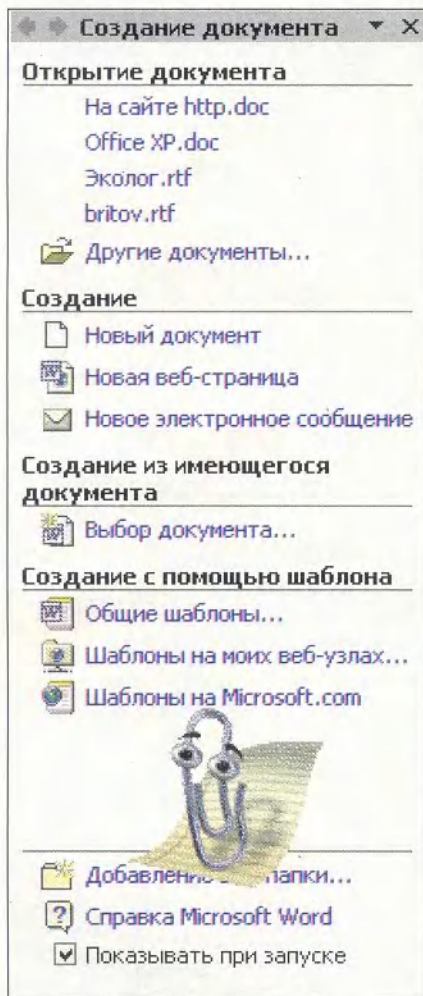 Создание документа
Открытие документа
На сайте http.doc
Office XP.doc
Эколог.rtf
britov.rtf
Другие документы...
Создание
Новый документ
Новая веб-страница
Новое электронное сообщение
Создание из имеющегося
документа
Выбор документа...
Создание с помощью шаблона
Общие шаблоны...
Шаблоны на моих веб-узлах...
Шаблоны на Microsoft.com
Добавление папки...
Справка Microsoft Word
Показывать при запуске